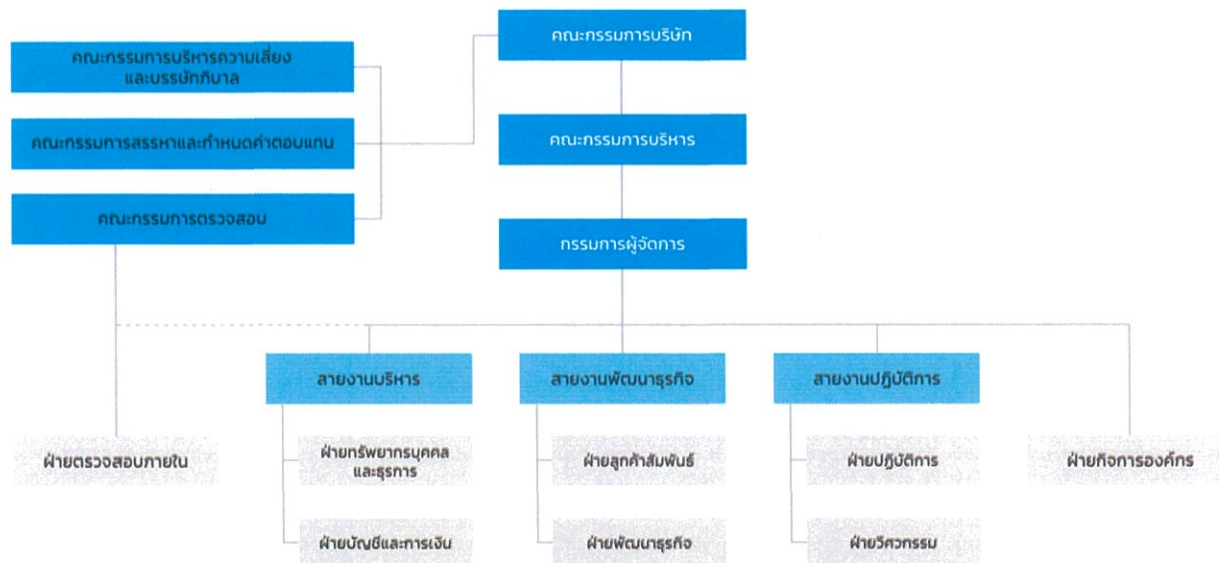 คณะกรรมการบริษัท
คณะกรรมการบริหารความเสี่ยง
และบรรษัทภิบาล
คณะกรรมการสรรหาและกำหนดค่าตอบแทน
คณะกรรมการบริหาร
คณะกรรมการตรวจสอบ
กรรมการผู้จัดการ
สายงานบริหาร
สายงานพัฒนาธุรกิจ
สายงานปฏิบัติการ
ฝ่ายตรวจสอบภายใน
ฝ่ายทรัพยากรบุคคล
และธุรการ
ฝ่ายลูกค้าสัมพันธ์
ฝ่ายปฏิบัติการ
ฝ่ายกิจการองค์กร
ฝ่ายบัญชีและการเงิน
ฝ่ายพัฒนาธุรกิจ
ฝ่ายวิศวกรรม